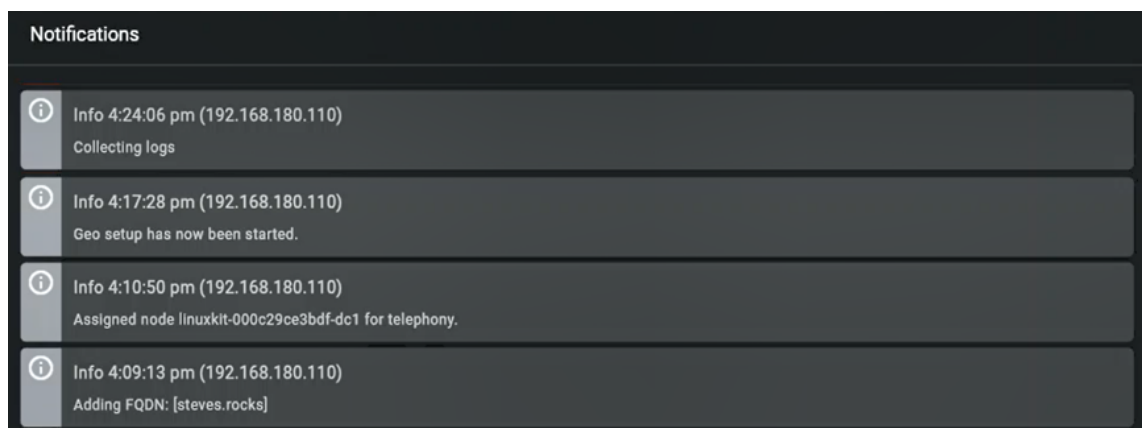 Notifications
Info 4:24:06 pm (192.168.180.110)
Collecting logs
Info 4:17:28 pm (192.168.180.110)
Geo setup has now been started.
Info 4:10:50 pm (192.168.180.110)
Assigned node linuxkit-000c29ce3bdf-dc1 for telephony.
Info 4:09:13 pm (192.168.180.110)
Adding FQDN: [steves.rocks]